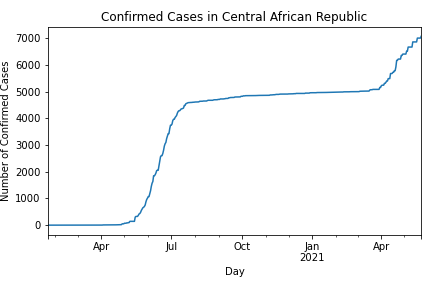 Confirmed Cases in Central African Republic
Number of Confirmed Cases
7000
6000
5000
4000
3000
2000
1000
0
Apr
Jul
Oct
Jan
2021
Apr
Day